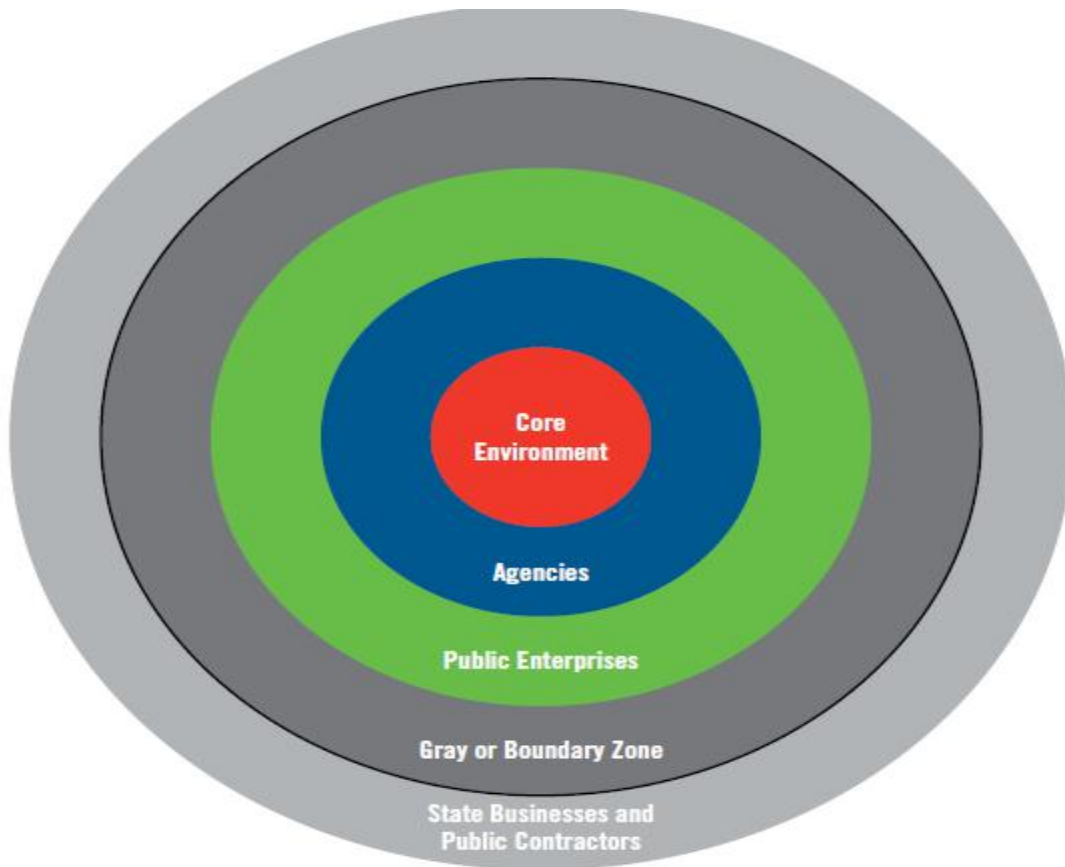 Core
Environment
Agencies
Public Enterprises
Gray or Boundary Zone
State Businesses and
Public Contractors